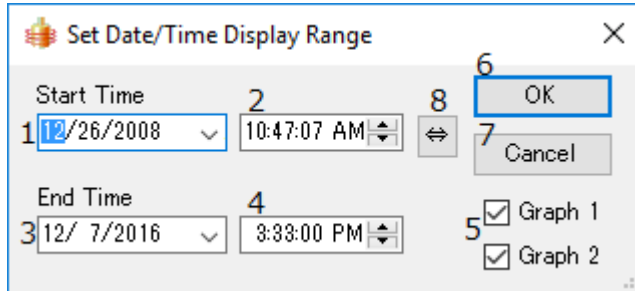 Set Date/Time Display Range
6
Start Time
2
8
OK
1
12/26/2008
10:47:07 AM
⇔
7
Cancel
End Time
4
3
12/ 7/2016
3:33:00 PM
5
Graph 1
Graph 2